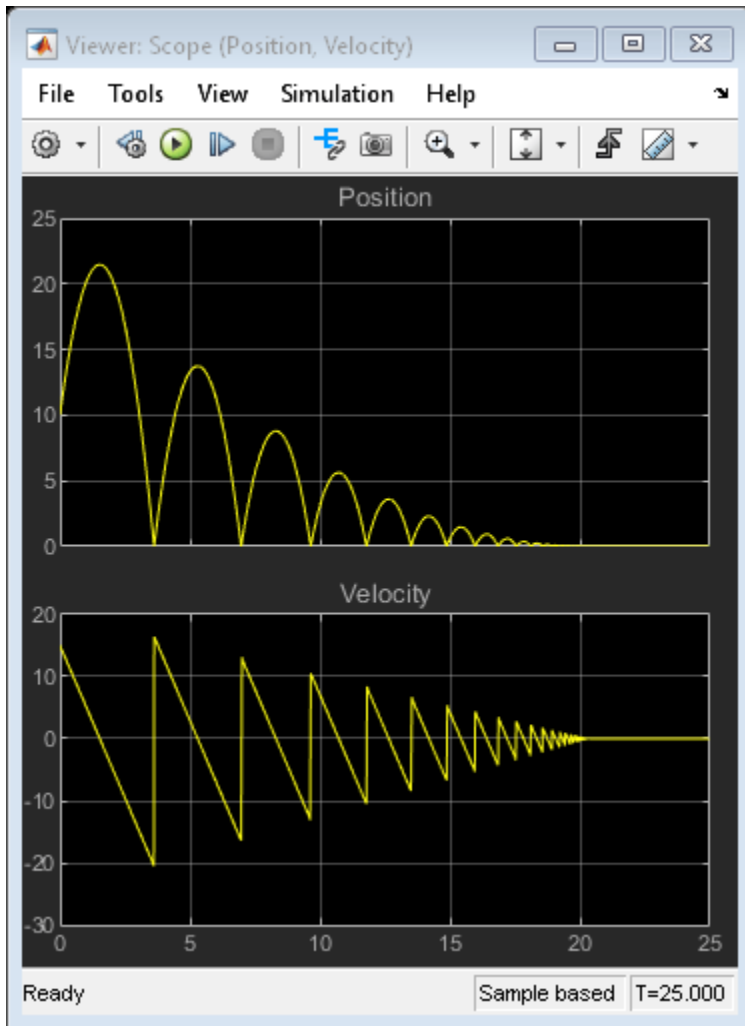 Viewer: Scope (Position, Velocity)
File Tools View Simulation Help
Position
25
20
15
10
5
0
Velocity
20
10
0
-10
-20
-30
0 5 10 15 20 25
Ready Sample based T=25.000